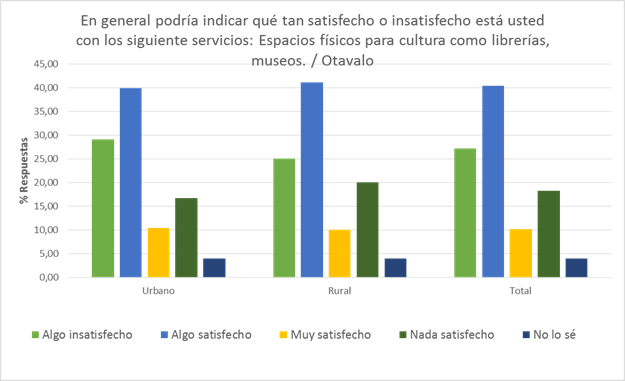 En general podría indicar qué tan satisfecho o insatisfecho está usted
con los siguiente servicios: Espacios físicos para cultura como librerías,
museos. / Otavalo
45,00
40,00
35,00
30,00
25,00
20,00
15,00
10,00
5,00
0,00
% Respuestas
Urbano Rural Total
Algo insatisfecho Algo satisfecho Muy satisfecho Nada satisfecho No lo sé